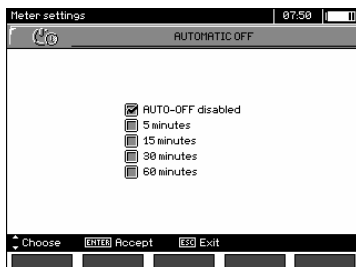 Meter settings 07:50
AUTOMATIC OFF
AUTO-OFF disabled
5 minutes
15 minutes
30 minutes
60 minutes
Choose ENTER Accept ESC Exit